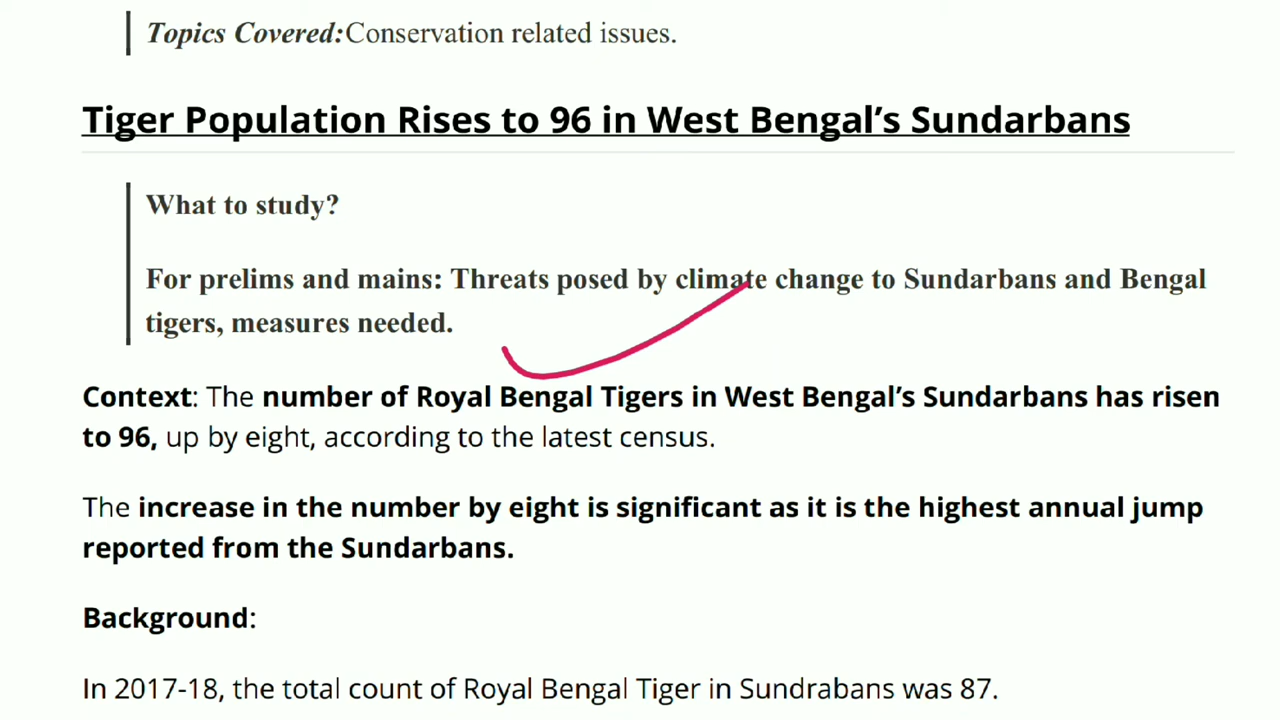 Topics Covered:Conservation related issues.
Tiger Population Rises to 96 in West Bengal’s Sundarbans
What to study?
For prelims and mains: Threats posed by climate change to Sundarbans and Bengal
tigers, measures needed.
Context: The number of Royal Bengal Tigers in West Bengal’s Sundarbans has risen
to 96, up by eight, according to the latest census.
The increase in the number by eight is significant as it is the highest annual jump
reported from the Sundarbans.
Background:
In 2017-18, the total count of Royal Bengal Tiger in Sundrabans was 87.